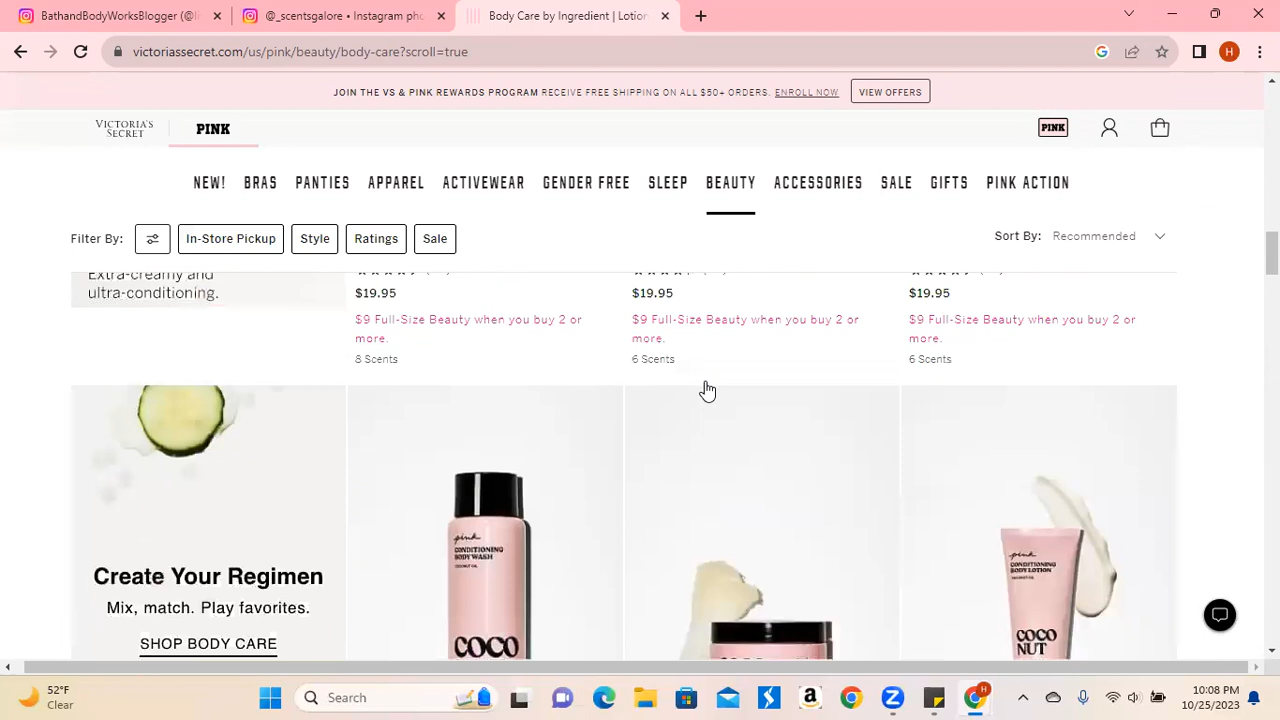 BathandBodyWorksBlogger (@
_scentsgalore • Instagram pho
Body Care by Ingredient | Lotion
victoriassecret.com/us/pink/beauty/body-care?scroll=true
H
JOIN THE VS & PINK REWARDS PROGRAM RECEIVE FREE SHIPPING ON ALL $50+ ORDERS. ENROLL NOW
VIEW OFFERS
VICTORIA'S
SECRET
PINK
PINK
NEW! BRAS PANTIES APPAREL ACTIVEWEAR GENDER FREE SLEEP BEAUTY ACCESSORIES SALE GIFTS PINK ACTION
Filter By: In-Store Pickup Style Ratings Sale
Sort By: Recommended
Extra-creamy and
ultra-conditioning.
$19.95
$9 Full-Size Beauty when you buy 2 or
more.
8 Scents
$19.95
$9 Full-Size Beauty when you buy 2 or
more.
6 Scents
$19.95
$9 Full-Size Beauty when you buy 2 or
more.
6 Scents
Create Your Regimen
Mix, match. Play favorites.
SHOP BODY CARE
pink
CONDITIONING
BODY WASH
COCONUT OIL
COCO
pink
CONDITIONING
BODY LOTION
COCONUT OIL
COCO
NUT
52°F
Clear
Search
10:08 PM
10/25/2023